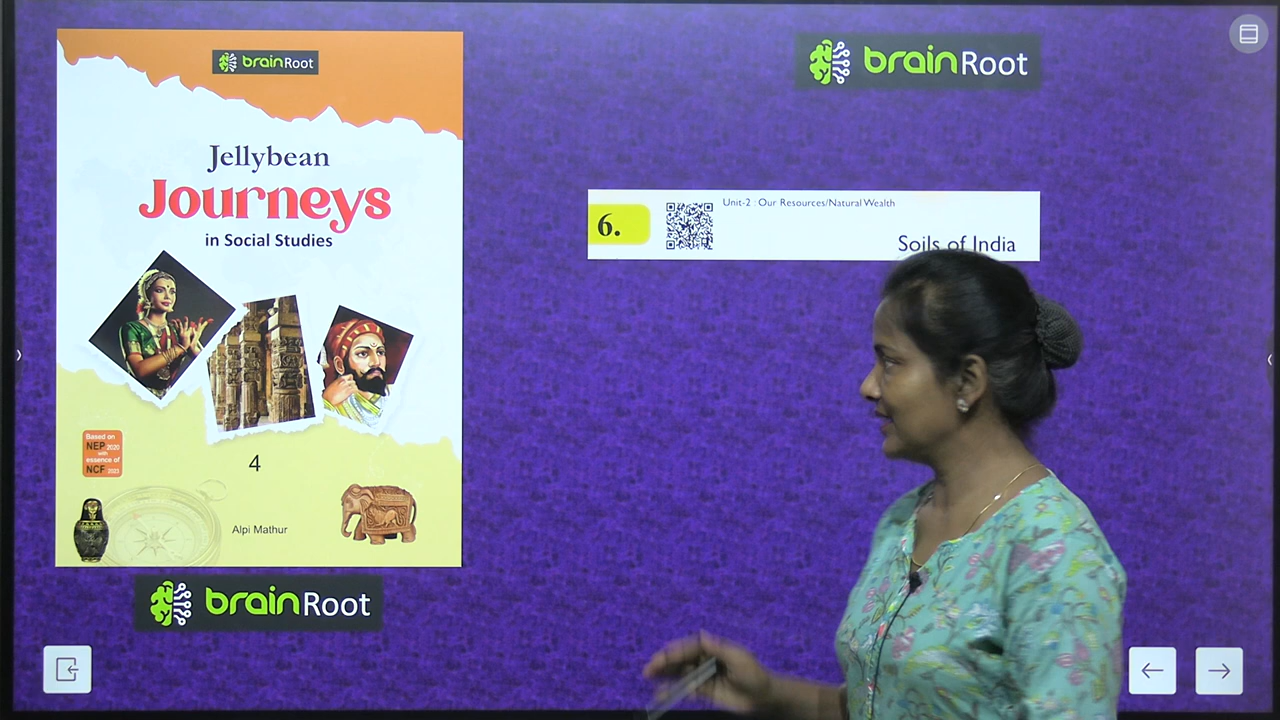 brainRoot
Jellybean
Journeys
in Social Studies
Based on
NEP 2020
with
essence of
NCF 2023
4
Alpi Mathur
brainRoot
brainRoot
6.
Unit-2 : Our Resources/Natural Wealth
Soils of India